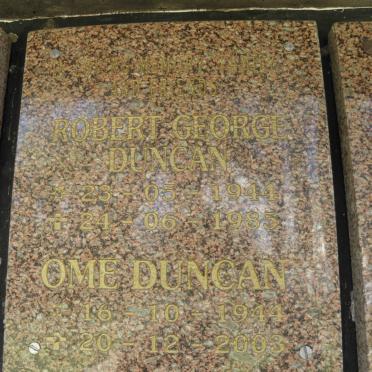 ROBERT GEORGE
DUNCAN
* 23 - 05 - 1944
✝ 24 - 06 - 1985
OME DUNCAN
* 16 - 10 - 1944
✝ 20 - 12 - 2003